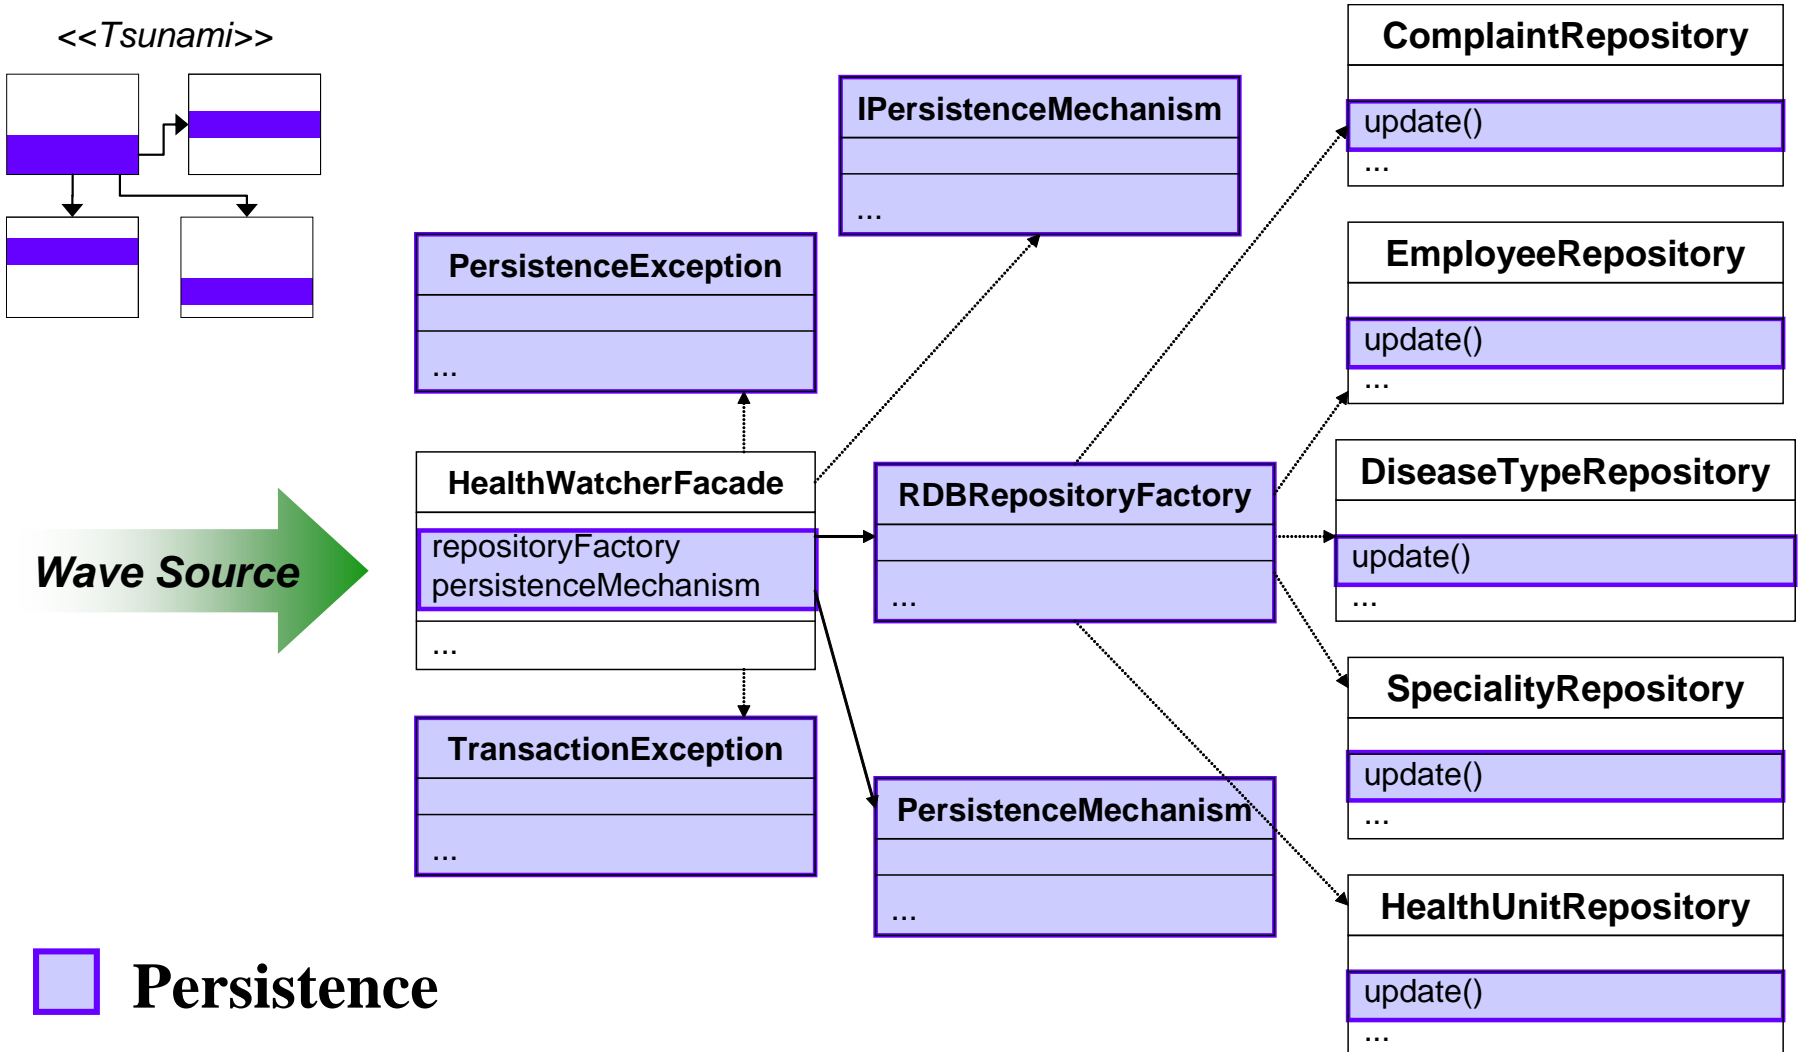 <<Tsunami>>
Wave Source
Persistence
PersistenceException
...
HealthWatcherFacade
repositoryFactory
persistenceMechanism
...
TransactionException
...
IPersistenceMechanism
...
RDBRepositoryFactory
...
PersistenceMechanism
...
ComplaintRepository
update()
...
EmployeeRepository
update()
...
DiseaseTypeRepository
update()
...
SpecialityRepository
update()
...
HealthUnitRepository
update()
...